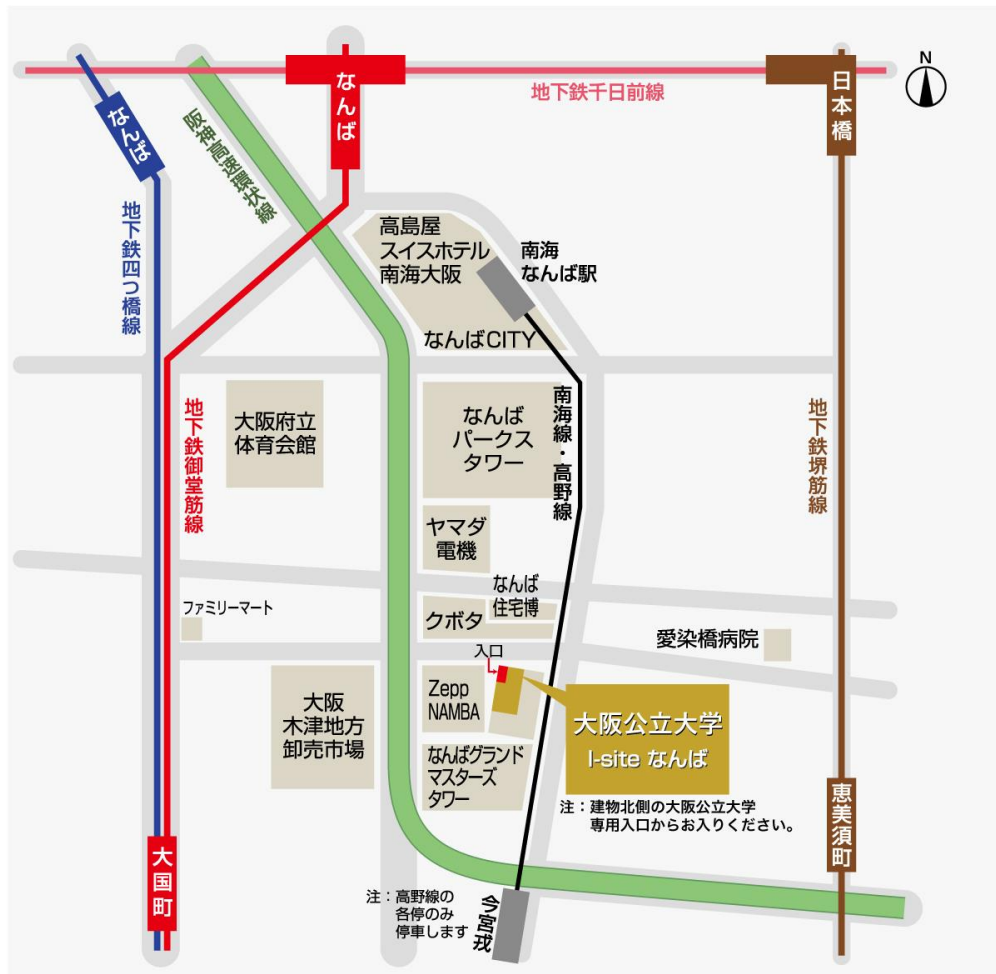 N
なんば
地下鉄千日前線
日本橋
なんば
阪神高速環状線
地下鉄四つ橋線
高島屋
スイスホテル
南海大阪
南海
なんば駅
なんばCITY
地下鉄御堂筋線
大阪府立
体育会館
なんば
パークス
タワー
南海線・高野線
地下鉄堺筋線
ヤマダ
電機
なんば
住宅博
ファミリーマート
クボタ
愛染橋病院
入口
大阪
木津地方
卸売市場
Zepp
NAMBA
大阪公立大学
I-site なんば
なんばグランド
マスターズ
タワー
注：建物北側の大阪公立大学
専用入口からお入りください。
恵美須町
大国町
注：高野線の
各停のみ
停車します
今宮戎